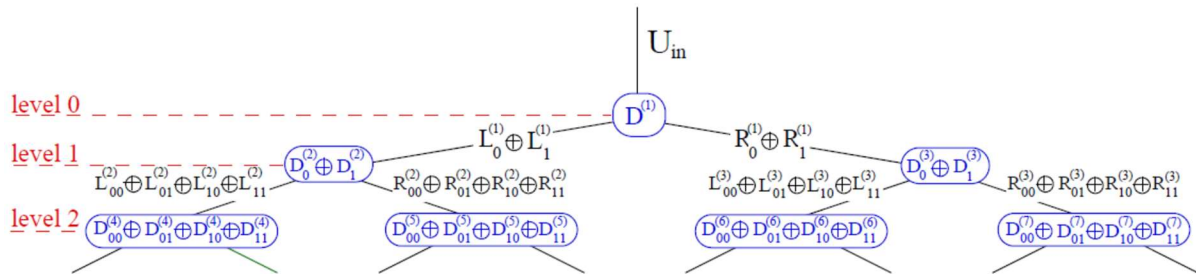 U_in
level 0
D^(1)
L_0^(1) ⊕ L_1^(1)
R_0^(1) ⊕ R_1^(1)
level 1
D_0^(2) ⊕ D_1^(2)
D_0^(3) ⊕ D_1^(3)
L_00^(2) ⊕ L_01^(2) ⊕ L_10^(2) ⊕ L_11^(2)
R_00^(2) ⊕ R_01^(2) ⊕ R_10^(2) ⊕ R_11^(2)
L_00^(3) ⊕ L_01^(3) ⊕ L_10^(3) ⊕ L_11^(3)
R_00^(3) ⊕ R_01^(3) ⊕ R_10^(3) ⊕ R_11^(3)
level 2
D_00^(4) ⊕ D_01^(4) ⊕ D_10^(4) ⊕ D_11^(4)
D_00^(5) ⊕ D_01^(5) ⊕ D_10^(5) ⊕ D_11^(5)
D_00^(6) ⊕ D_01^(6) ⊕ D_10^(6) ⊕ D_11^(6)
D_00^(7) ⊕ D_01^(7) ⊕ D_10^(7) ⊕ D_11^(7)